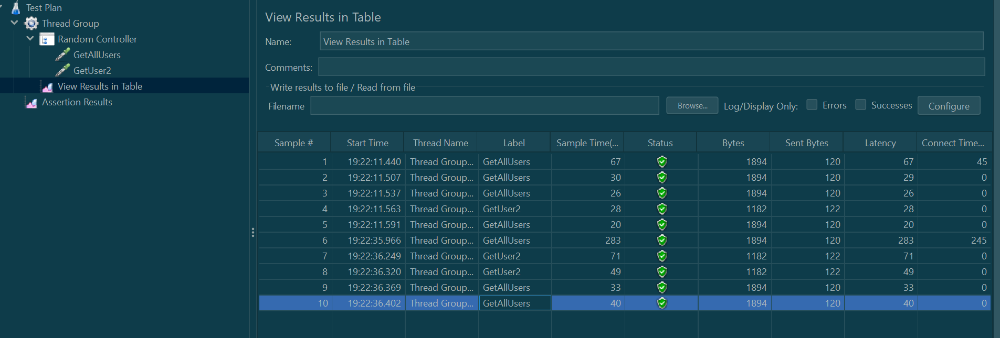 Test Plan
Thread Group
Random Controller
GetAllUsers
GetUser2
View Results in Table
Assertion Results
View Results in Table
Name: View Results in Table
Comments:
Write results to file / Read from file
Filename Browse... Log/Display Only: Errors Successes Configure
Sample # Start Time Thread Name Label Sample Time(... Status Bytes Sent Bytes Latency Connect Time...
1 19:22:11.440 Thread Group... GetAllUsers 67 1894 120 67 45
2 19:22:11.507 Thread Group... GetAllUsers 30 1894 120 29 0
3 19:22:11.537 Thread Group... GetAllUsers 26 1894 120 26 0
4 19:22:11.563 Thread Group... GetUser2 28 1182 122 28 0
5 19:22:11.591 Thread Group... GetAllUsers 20 1894 120 20 0
6 19:22:35.966 Thread Group... GetAllUsers 283 1894 120 283 245
7 19:22:36.249 Thread Group... GetUser2 71 1182 122 71 0
8 19:22:36.320 Thread Group... GetUser2 49 1182 122 49 0
9 19:22:36.369 Thread Group... GetAllUsers 33 1894 120 33 0
10 19:22:36.402 Thread Group... GetAllUsers 40 1894 120 40 0